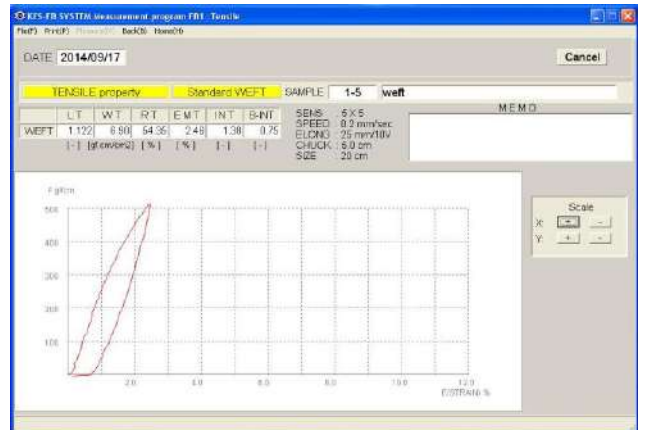 KES-FB SYSTEM Measurement program FB1 Tensile
File(F) Print(P) Back(B) Home(H)
DATE 2014/09/17 Cancel
TENSILE property Standard WEFT SAMPLE 1-5 weft
LT WT RT EMT INT B-INT
WEFT 1.122 6.90 54.35 2.46 1.38 0.75
[-] [gf.cm/cm2] [%] [%] [-] [-]
SENS : 5X5
SPEED : 0.2 mm/sec
ELONG : 25 mm/10V
CHUCK : 5.0 cm
SIZE : 20 cm
MEMO
F gf/cm
500
400
300
200
100
2.0 4.0 6.0 8.0 10.0 12.0
E(STRAIN) %
Scale
X: + -
Y: + -